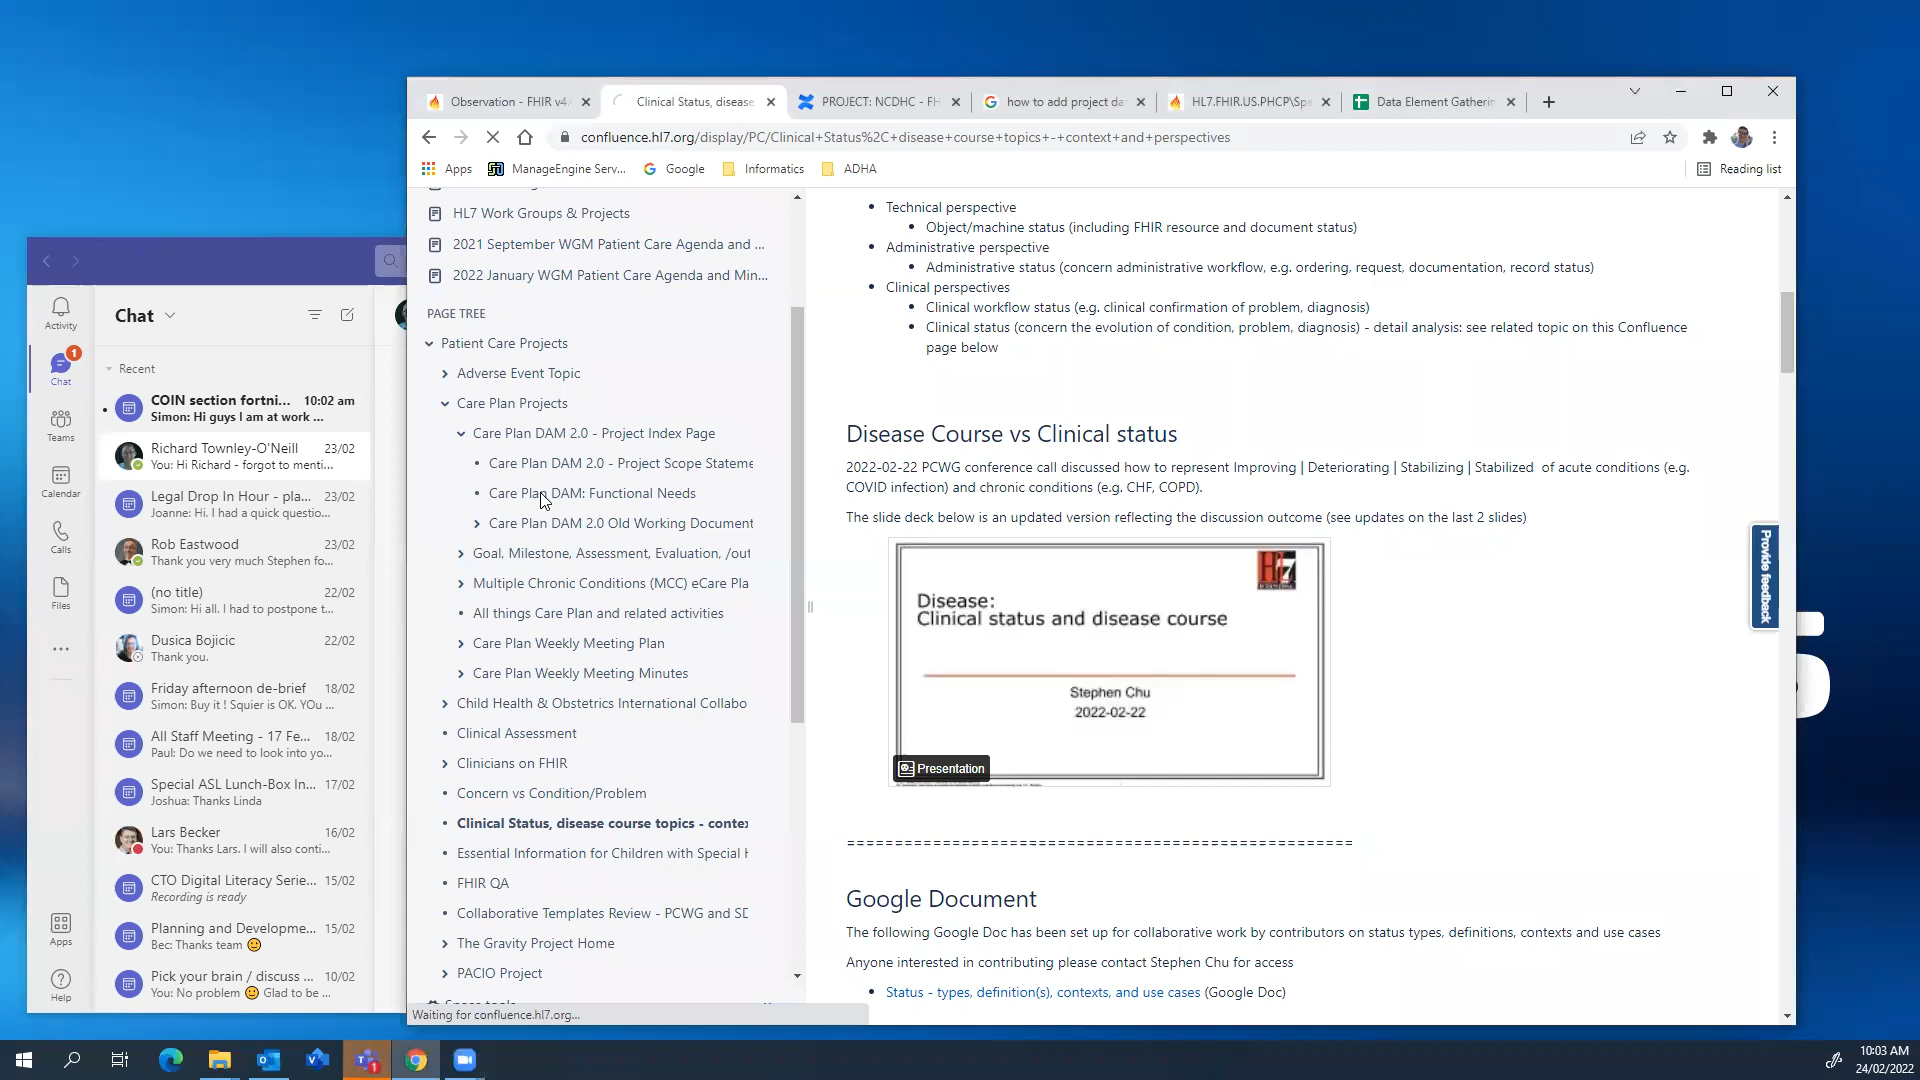 Observation - FHIR v4.
Clinical Status, disease
PROJECT: NCDHC - FH
how to add project da
HL7.FHIR.US.PHCP\Spe
Data Element Gatherin
confluence.hl7.org/display/PC/Clinical+Status%2C+disease+course+topics+-+context+and+perspectives
Apps
ManageEngine Serv...
Google
Informatics
ADHA
Reading list
Activity
1
Chat
Teams
Calendar
Calls
Files
Apps
Help
Chat
Recent
COIN section fortni... 10:02 am
Simon: Hi guys I am at work ...
Richard Townley-O'Neill 23/02
You: Hi Richard - forgot to menti...
Legal Drop In Hour - pla... 23/02
Joanne: Hi. I had a quick questio...
Rob Eastwood 23/02
Thank you very much Stephen fo...
(no title) 22/02
Simon: Hi all. I had to postpone t...
Dusica Bojicic 22/02
Thank you.
Friday afternoon de-brief 18/02
Simon: Buy it ! Squier is OK. YOu ...
All Staff Meeting - 17 Fe... 18/02
Paul: Do we need to look into yo...
Special ASL Lunch-Box In... 17/02
Joshua: Thanks Linda
Lars Becker 16/02
You: Thanks Lars. I will also conti...
CTO Digital Literacy Serie... 15/02
Recording is ready
Planning and Developme... 15/02
Bec: Thanks team
Pick your brain / discuss ... 10/02
You: No problem Glad to be ...
HL7 Work Groups & Projects
2021 September WGM Patient Care Agenda and ...
2022 January WGM Patient Care Agenda and Min...
PAGE TREE
Patient Care Projects
Adverse Event Topic
Care Plan Projects
Care Plan DAM 2.0 - Project Index Page
Care Plan DAM 2.0 - Project Scope Stateme
Care Plan DAM: Functional Needs
Care Plan DAM 2.0 Old Working Document
Goal, Milestone, Assessment, Evaluation, /out
Multiple Chronic Conditions (MCC) eCare Pla
All things Care Plan and related activities
Care Plan Weekly Meeting Plan
Care Plan Weekly Meeting Minutes
Child Health & Obstetrics International Collabo
Clinical Assessment
Clinicians on FHIR
Concern vs Condition/Problem
Clinical Status, disease course topics - contex
Essential Information for Children with Special H
FHIR QA
Collaborative Templates Review - PCWG and SD
The Gravity Project Home
PACIO Project
Space tools
Waiting for confluence.hl7.org...
• Technical perspective
• Object/machine status (including FHIR resource and document status)
• Administrative perspective
• Administrative status (concern administrative workflow, e.g. ordering, request, documentation, record status)
• Clinical perspectives
• Clinical workflow status (e.g. clinical confirmation of problem, diagnosis)
• Clinical status (concern the evolution of condition, problem, diagnosis) - detail analysis: see related topic on this Confluence
page below
Disease Course vs Clinical status
2022-02-22 PCWG conference call discussed how to represent Improving | Deteriorating | Stabilizing | Stabilized of acute conditions (e.g.
COVID infection) and chronic conditions (e.g. CHF, COPD).
The slide deck below is an updated version reflecting the discussion outcome (see updates on the last 2 slides)
HL7
Disease:
Clinical status and disease course
Stephen Chu
2022-02-22
Presentation
Provide feedback
=====================================================
Google Document
The following Google Doc has been set up for collaborative work by contributors on status types, definitions, contexts and use cases
Anyone interested in contributing please contact Stephen Chu for access
• Status - types, definition(s), contexts, and use cases (Google Doc)
10:03 AM
24/02/2022